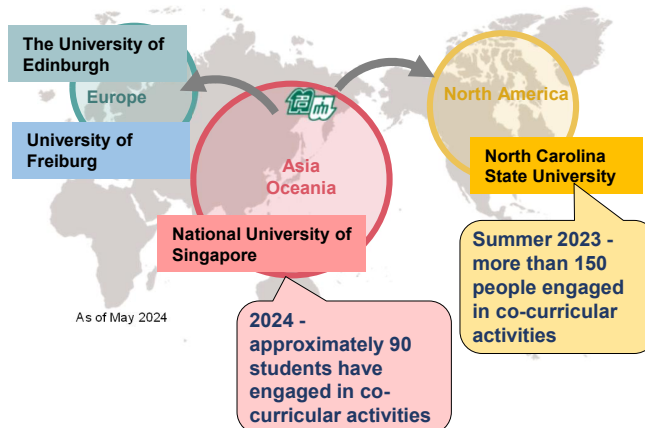 The University of
Edinburgh
Europe
University of
Freiburg
Asia
Oceania
National University of
Singapore
North America
North Carolina
State University
Summer 2023 -
more than 150
people engaged
in co-curricular
activities
As of May 2024
2024 -
approximately 90
students have
engaged in co-
curricular activities